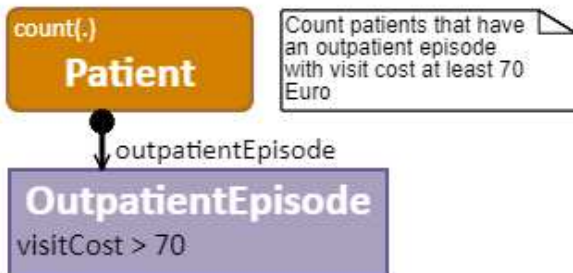 count(.)
Patient
Count patients that have
an outpatient episode
with visit cost at least 70
Euro
outpatientEpisode
OutpatientEpisode
visitCost > 70